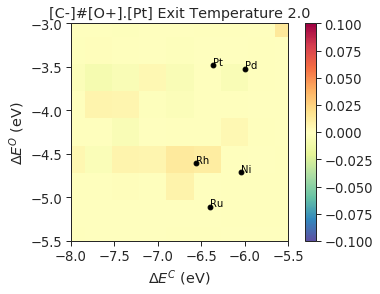 [C-]#[O+].[Pt] Exit Temperature 2.0
−3.0
−3.5
−4.0
−4.5
−5.0
−5.5
ΔE^O (eV)
Pt
Pd
Rh
Ni
Ru
−8.0 −7.5 −7.0 −6.5 −6.0 −5.5
ΔE^C (eV)
0.100
0.075
0.050
0.025
0.000
−0.025
−0.050
−0.075
−0.100